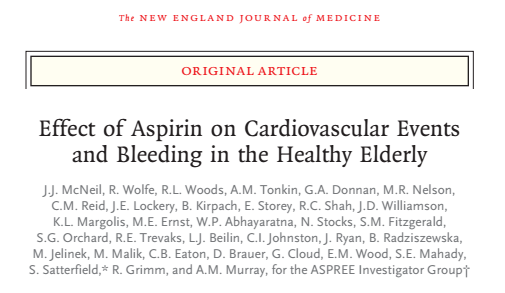 The NEW ENGLAND JOURNAL of MEDICINE
ORIGINAL ARTICLE
Effect of Aspirin on Cardiovascular Events
and Bleeding in the Healthy Elderly
J.J. McNeil, R. Wolfe, R.L. Woods, A.M. Tonkin, G.A. Donnan, M.R. Nelson,
C.M. Reid, J.E. Lockery, B. Kirpach, E. Storey, R.C. Shah, J.D. Williamson,
K.L. Margolis, M.E. Ernst, W.P. Abhayaratna, N. Stocks, S.M. Fitzgerald,
S.G. Orchard, R.E. Trevaks, L.J. Beilin, C.I. Johnston, J. Ryan, B. Radziszewska,
M. Jelinek, M. Malik, C.B. Eaton, D. Brauer, G. Cloud, E.M. Wood, S.E. Mahady,
S. Satterfield,* R. Grimm, and A.M. Murray, for the ASPREE Investigator Group†